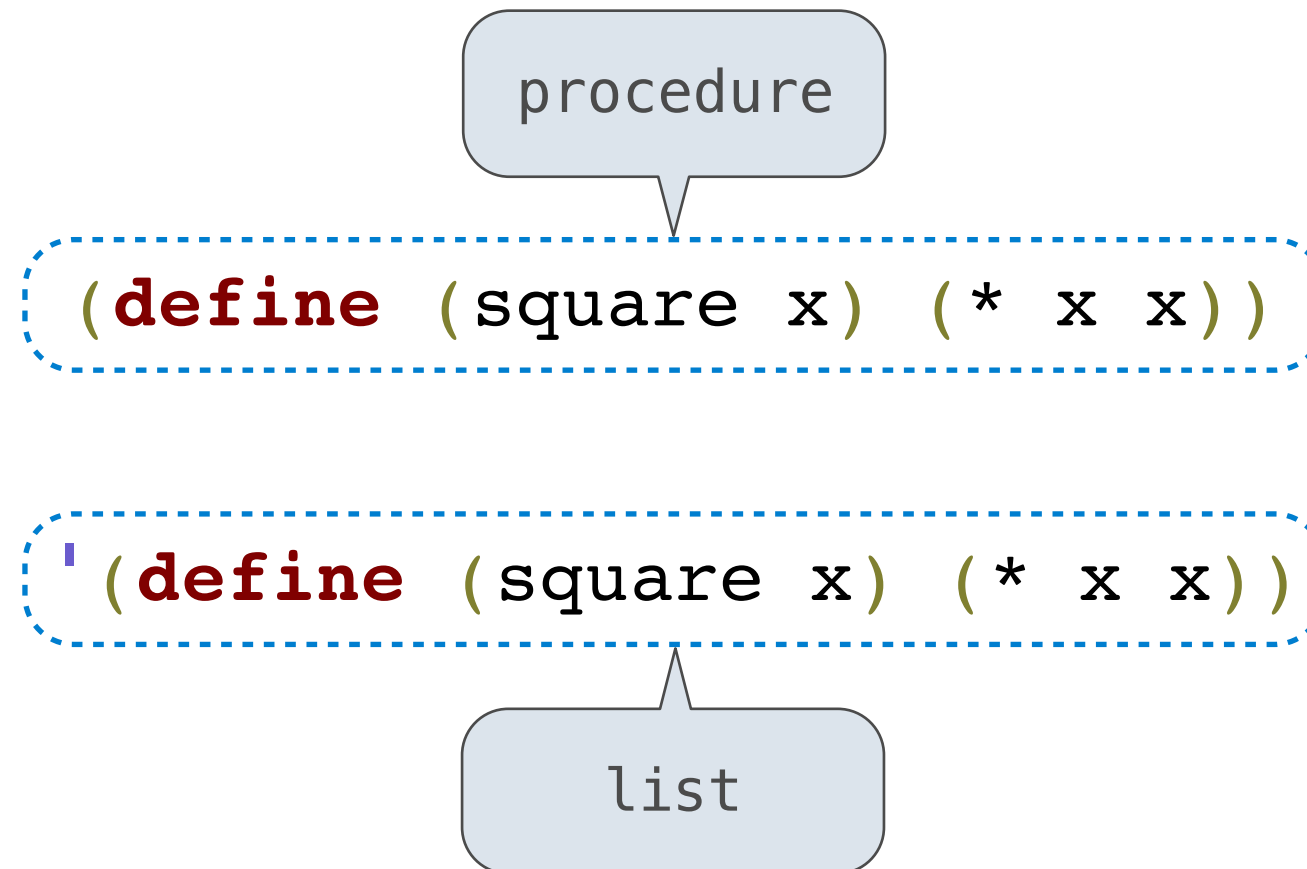 procedure
(define (square x) (* x x))
'(define (square x) (* x x))
list